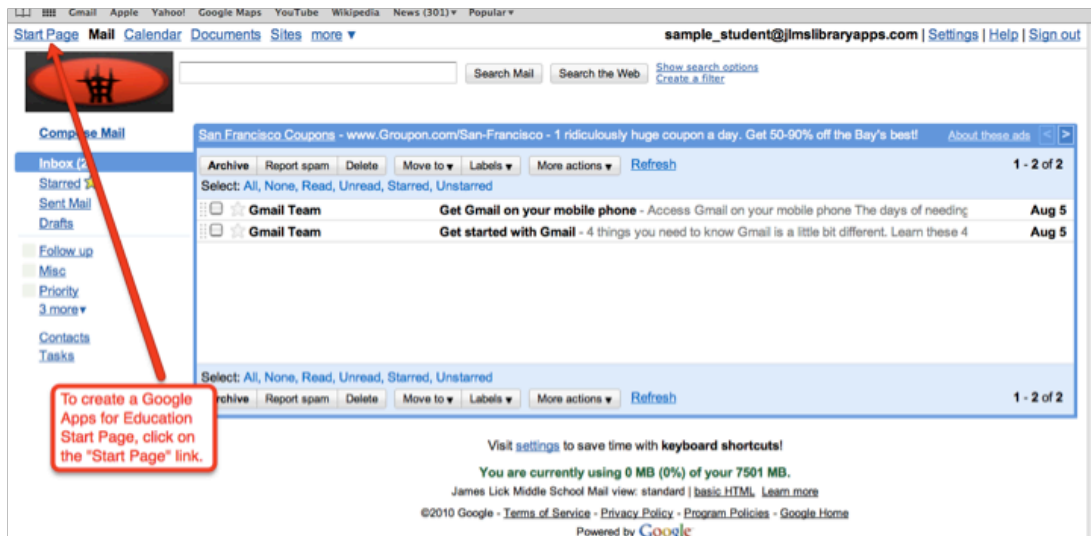 Gmail Apple Yahoo! Google Maps YouTube Wikipedia News (301)▾ Popular▾
Start Page Mail Calendar Documents Sites more ▼ sample_student@jlmslibraryapps.com | Settings | Help | Sign out
Search Mail Search the Web Show search options
Create a filter
Compose Mail
San Francisco Coupons - www.Groupon.com/San-Francisco - 1 ridiculously huge coupon a day. Get 50-90% off the Bay's best! About these ads < >
Inbox (2
Archive Report spam Delete Move to ▾ Labels ▾ More actions ▾ Refresh 1 - 2 of 2
Starred
Select: All, None, Read, Unread, Starred, Unstarred
Sent Mail
Gmail Team Get Gmail on your mobile phone - Access Gmail on your mobile phone The days of needing Aug 5
Drafts
Gmail Team Get started with Gmail - 4 things you need to know Gmail is a little bit different. Learn these 4 Aug 5
Follow up
Misc
Priority
3 more▾
Contacts
Tasks
Select: All, None, Read, Unread, Starred, Unstarred
rchive Report spam Delete Move to ▾ Labels ▾ More actions ▾ Refresh 1 - 2 of 2
To create a Google
Apps for Education
Start Page, click on
the "Start Page" link.
Visit settings to save time with keyboard shortcuts!
You are currently using 0 MB (0%) of your 7501 MB.
James Lick Middle School Mail view: standard | basic HTML Learn more
©2010 Google - Terms of Service - Privacy Policy - Program Policies - Google Home
Powered by Google